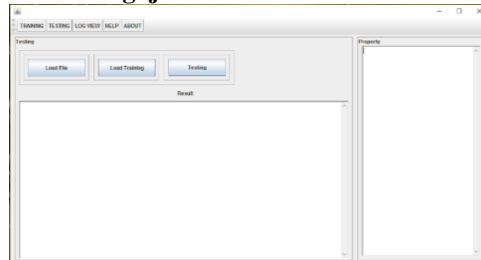 TRAINING TESTING LOG VIEW HELP ABOUT
Testing
Property
Load File
Load Training
Testing
Result